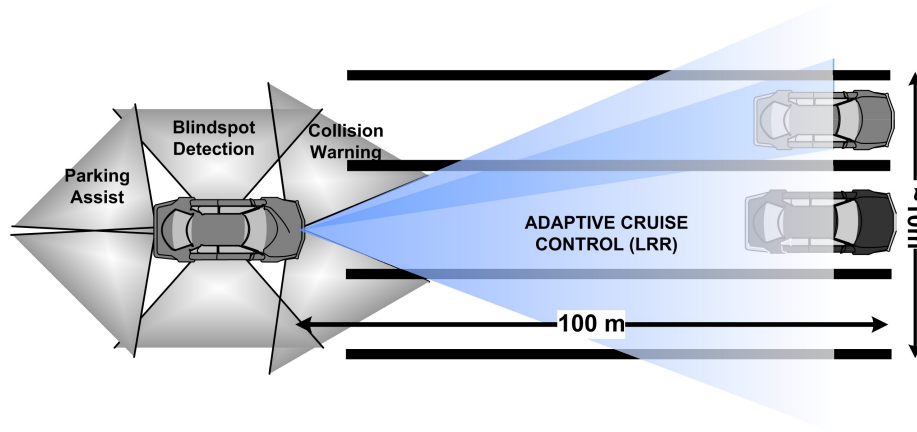 Blindspot
Detection
Collision
Warning
Parking
Assist
ADAPTIVE CRUISE
CONTROL (LRR)
100 m